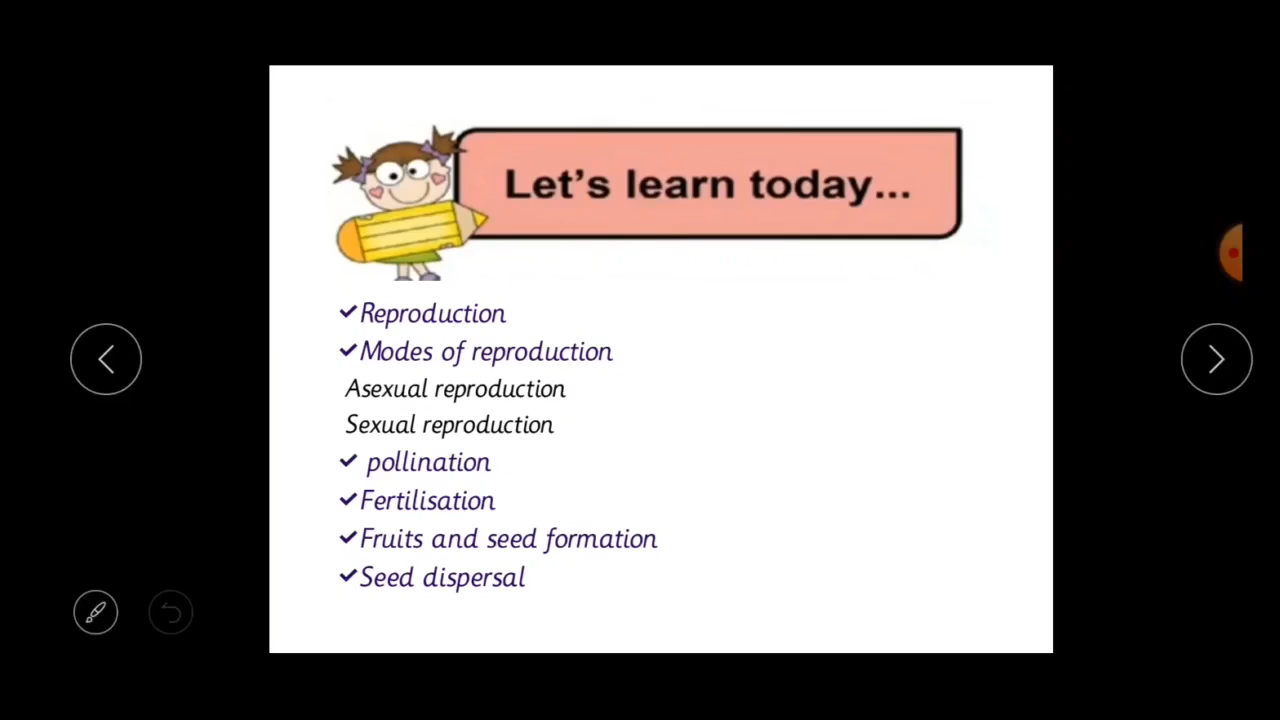 Let's learn today...
✔Reproduction
✔Modes of reproduction
Asexual reproduction
Sexual reproduction
✔ pollination
✔Fertilisation
✔Fruits and seed formation
✔Seed dispersal